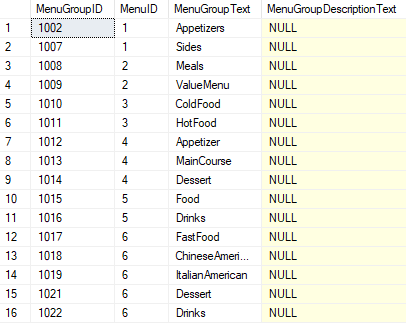 MenuGroupID MenuID MenuGroupText MenuGroupDescriptionText
1 1002 1 Appetizers NULL
2 1007 1 Sides NULL
3 1008 2 Meals NULL
4 1009 2 ValueMenu NULL
5 1010 3 ColdFood NULL
6 1011 3 HotFood NULL
7 1012 4 Appetizer NULL
8 1013 4 MainCourse NULL
9 1014 4 Dessert NULL
10 1015 5 Food NULL
11 1016 5 Drinks NULL
12 1017 6 FastFood NULL
13 1018 6 ChineseAmeri... NULL
14 1019 6 ItalianAmerican NULL
15 1021 6 Dessert NULL
16 1022 6 Drinks NULL